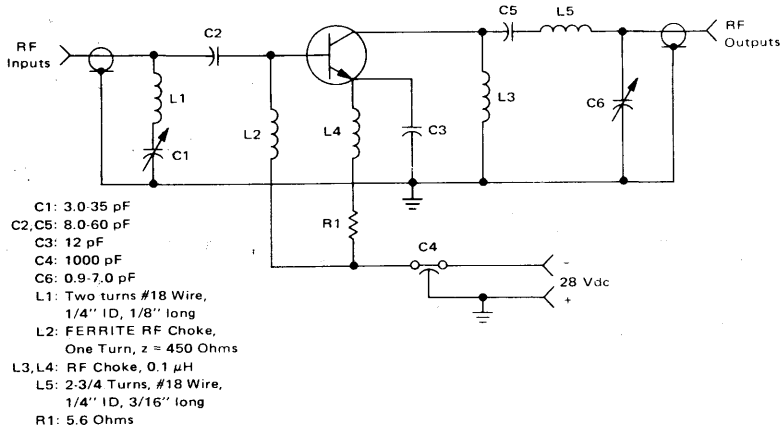 C5
L5
RF
Inputs
C2
RF
Outputs
L1
L3
C6
L2
L4
C3
C1
C1: 3.0-35 pF
C2,C5: 8.0-60 pF
C3: 12 pF
C4: 1000 pF
C6: 0.9-7.0 pF
L1: Two turns #18 Wire,
1/4" ID, 1/8" long
L2: FERRITE RF Choke,
One Turn, z = 450 Ohms
L3,L4: RF Choke, 0.1 μH
L5: 2-3/4 Turns, #18 Wire,
1/4" ID, 3/16" long
R1: 5.6 Ohms
R1
C4
-
28 Vdc
+